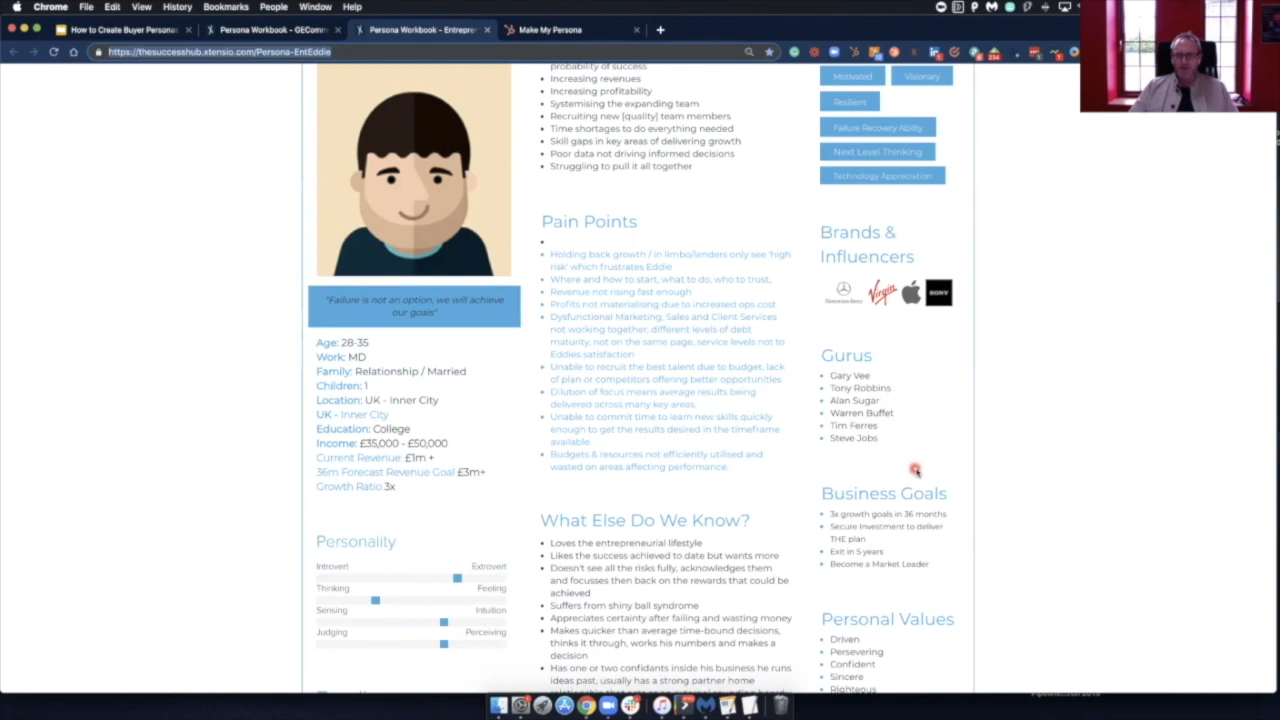 Chrome File Edit View History Bookmarks People Window Help
How to Create Buyer Personas
Persona Workbook - GEComm
Persona Workbook - Entrepre
Make My Persona
https://thesuccesshub.xtensio.com/Persona-EntEddie
"Failure is not an option, we will achieve
our goals"
Age: 28-35
Work: MD
Family: Relationship / Married
Children: 1
Location: UK - Inner City
UK - Inner City
Education: College
Income: £35,000 - £50,000
Current Revenue: £1m +
36m Forecast Revenue Goal £3m+
Growth Ratio 3x
Personality
Introvert Extrovert
Thinking Feeling
Sensing Intuition
Judging Perceiving
probability of success
Increasing revenues
Increasing profitability
Systemising the expanding team
Recruiting new [quality] team members
Time shortages to do everything needed
Skill gaps in key areas of delivering growth
Poor data not driving informed decisions
Struggling to pull it all together
Pain Points
Holding back growth / in limbo/lenders only see 'high
risk' which frustrates Eddie
Where and how to start, what to do, who to trust,
Revenue not rising fast enough
Profits not materialising due to increased ops cost
Dysfunctional Marketing, Sales and Client Services
not working together, different levels of debt
maturity, not on the same page, service levels not to
Eddies satisfaction
Unable to recruit the best talent due to budget, lack
of plan or competitors offering better opportunities
Dilution of focus means average results being
delivered across many key areas.
Unable to commit time to learn new skills quickly
enough to get the results desired in the timeframe
available.
Budgets & resources not efficiently utilised and
wasted on areas affecting performance.
What Else Do We Know?
Loves the entrepreneurial lifestyle
Likes the success achieved to date but wants more
Doesn't see all the risks fully, acknowledges them
and focusses then back on the rewards that could be
achieved
Suffers from shiny ball syndrome
Appreciates certainty after failing and wasting money
Makes quicker than average time-bound decisions,
thinks it through, works his numbers and makes a
decision
Has one or two confidants inside his business he runs
ideas past, usually has a strong partner home
Motivated Visionary
Resilient
Failure Recovery Ability
Next Level Thinking
Technology Appreciation
Brands &
Influencers
Mercedes-Benz Virgin SONY
Gurus
Gary Vee
Tony Robbins
Alan Sugar
Warren Buffet
Tim Ferres
Steve Jobs
Business Goals
3x growth goals in 36 months
Secure Investment to deliver
THE plan
Exit in 5 years
Become a Market Leader
Personal Values
Driven
Persevering
Confident
Sincere
Righteous